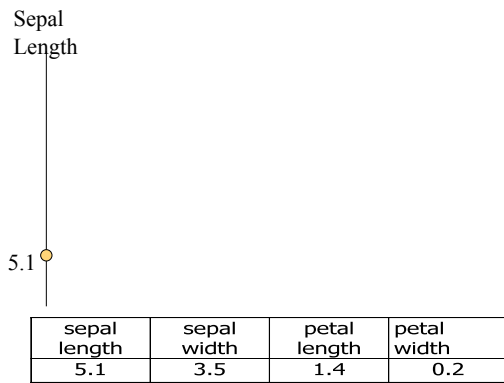 Sepal
Length
5.1
sepal length sepal width petal length petal width
5.1 3.5 1.4 0.2